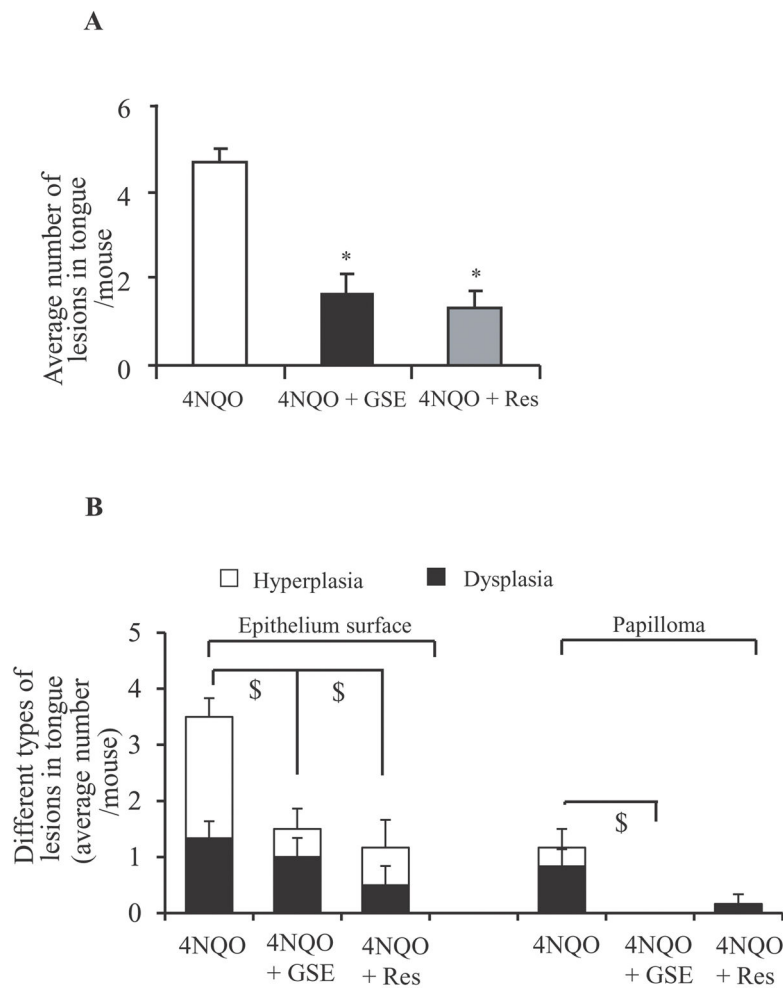 A
6
4
2
0
Average number of
lesions in tongue
/mouse
*
*
4NQO
4NQO + GSE
4NQO + Res
B
Hyperplasia
Dysplasia
5
4
3
2
1
0
Different types of
lesions in tongue
(average number
/mouse)
Epithelium surface
Papilloma
$
$
$
4NQO
4NQO
+ GSE
4NQO
+ Res
4NQO
4NQO
+ GSE
4NQO
+ Res